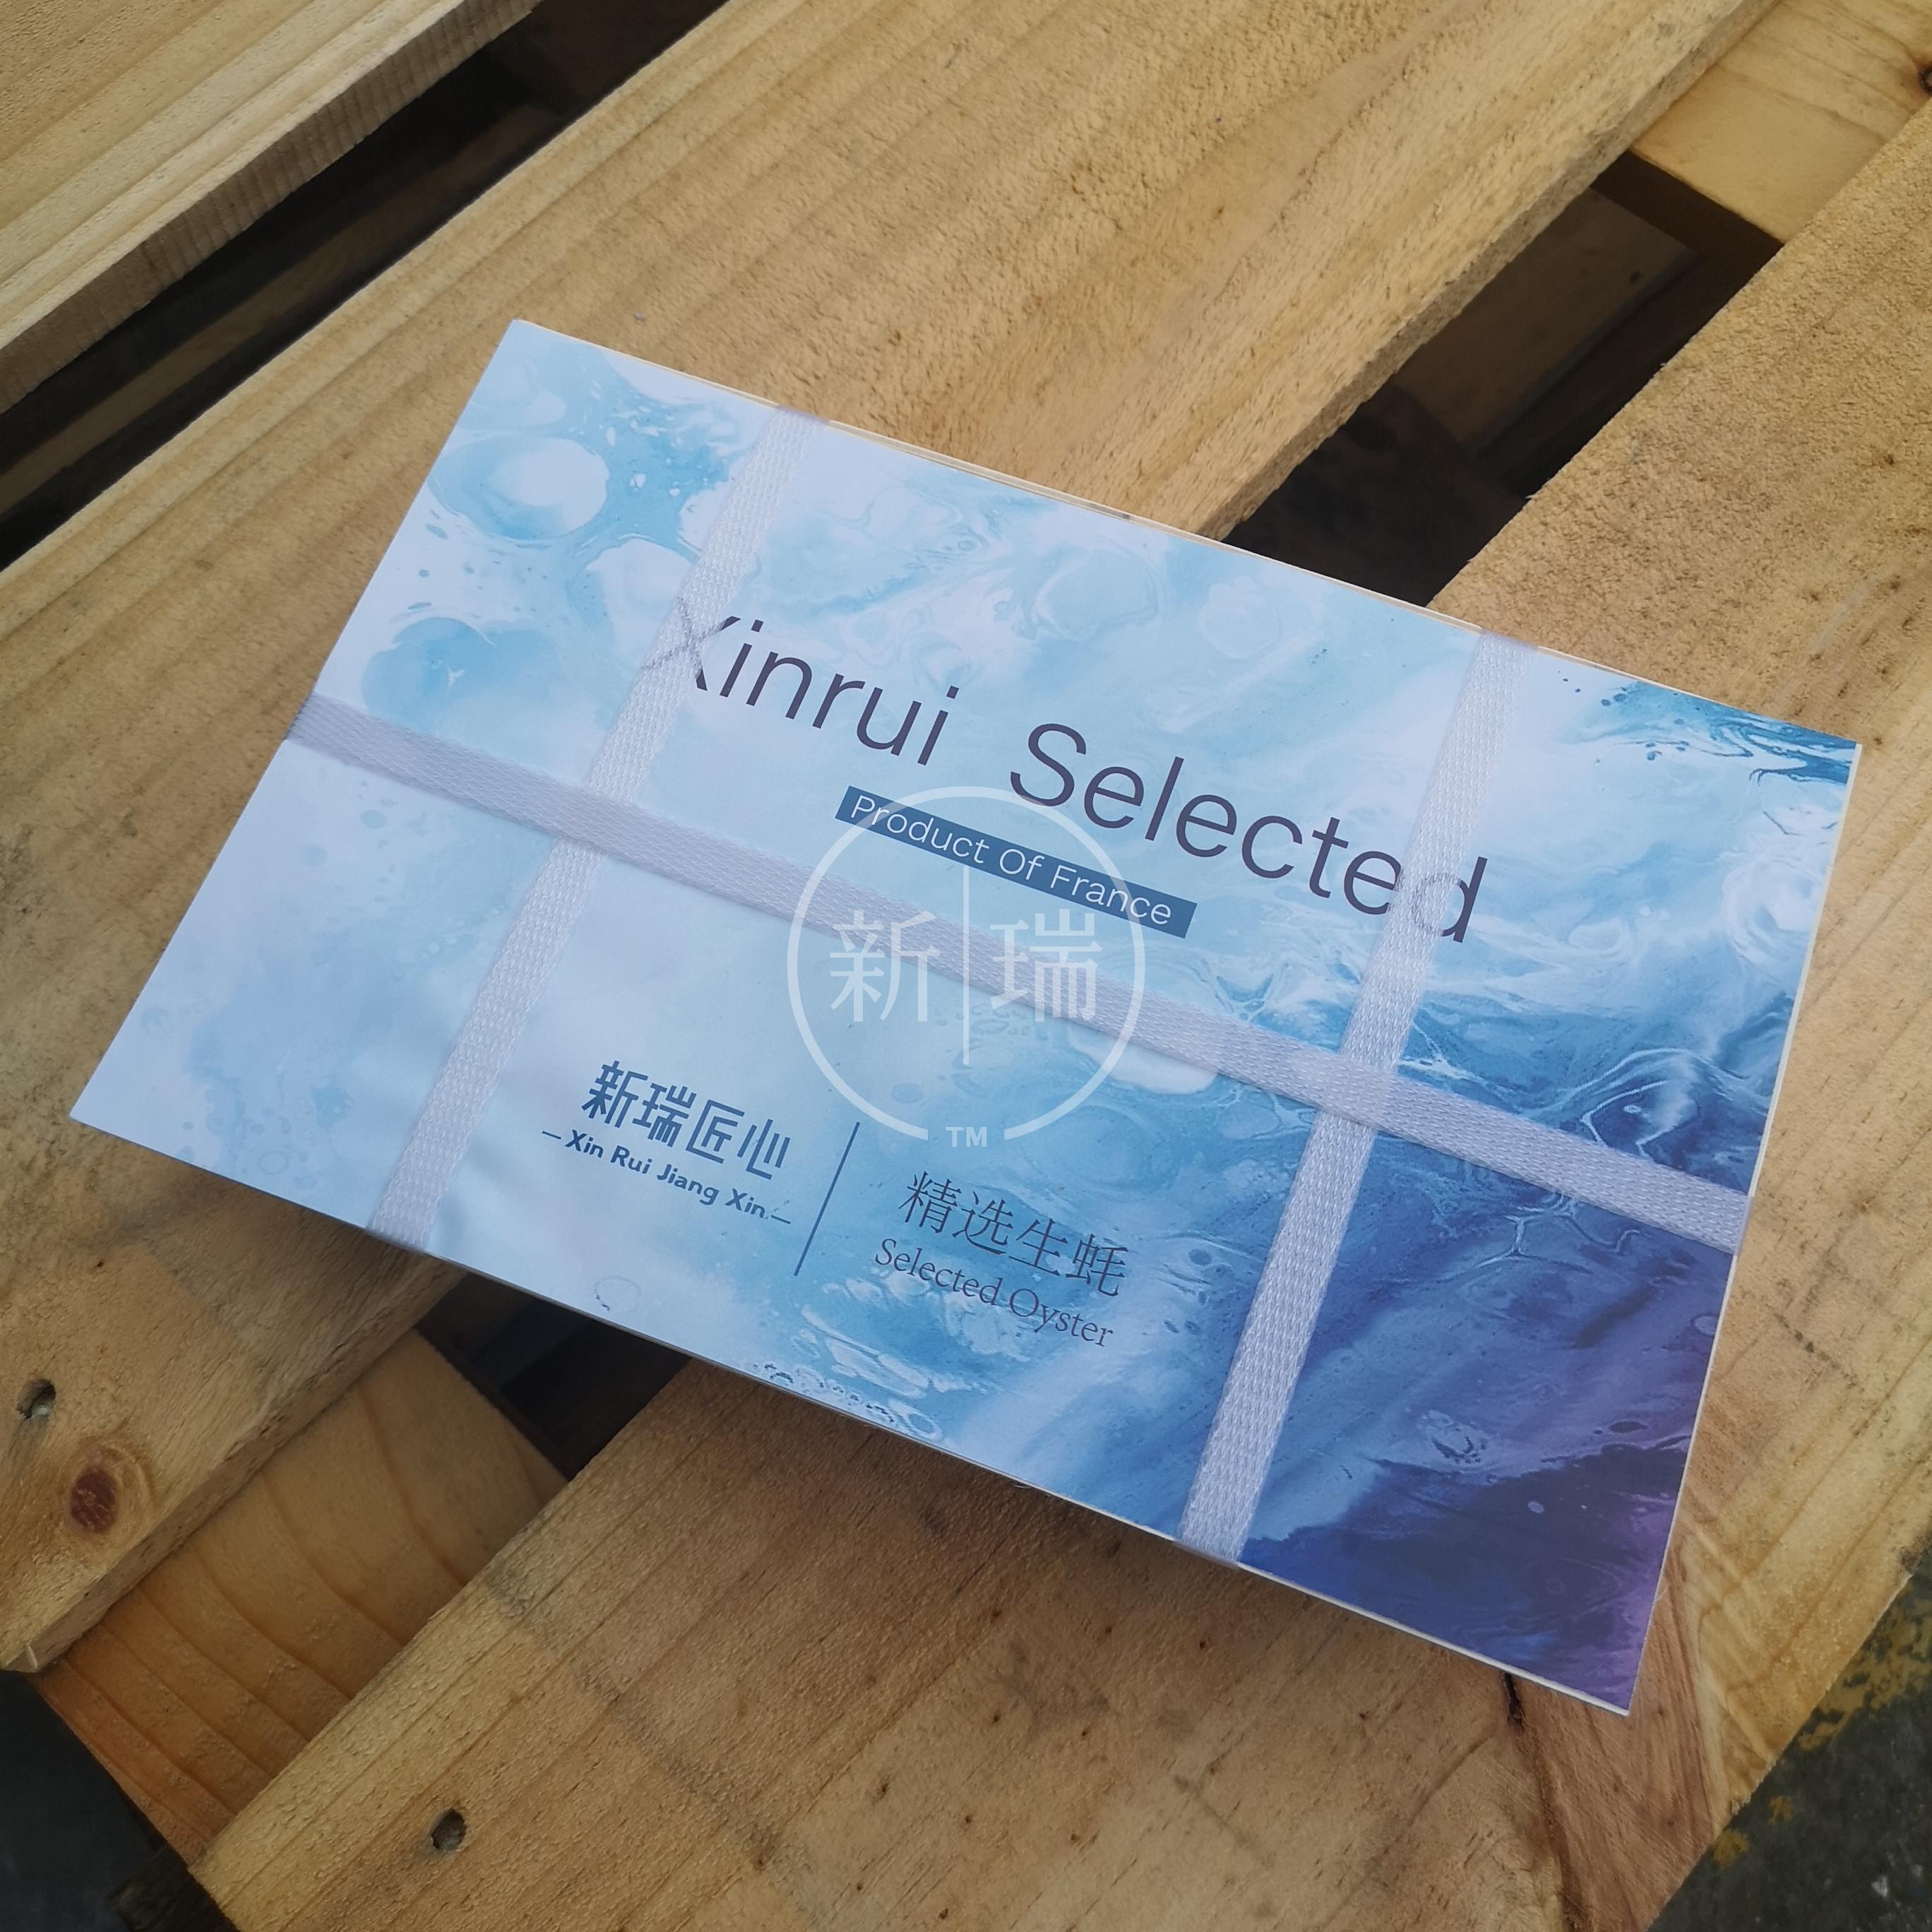 Xinrui Selected
Product Of France
新瑞
TM
新瑞匠心
—Xin Rui Jiang Xin—
精选生蚝
Selected Oyster